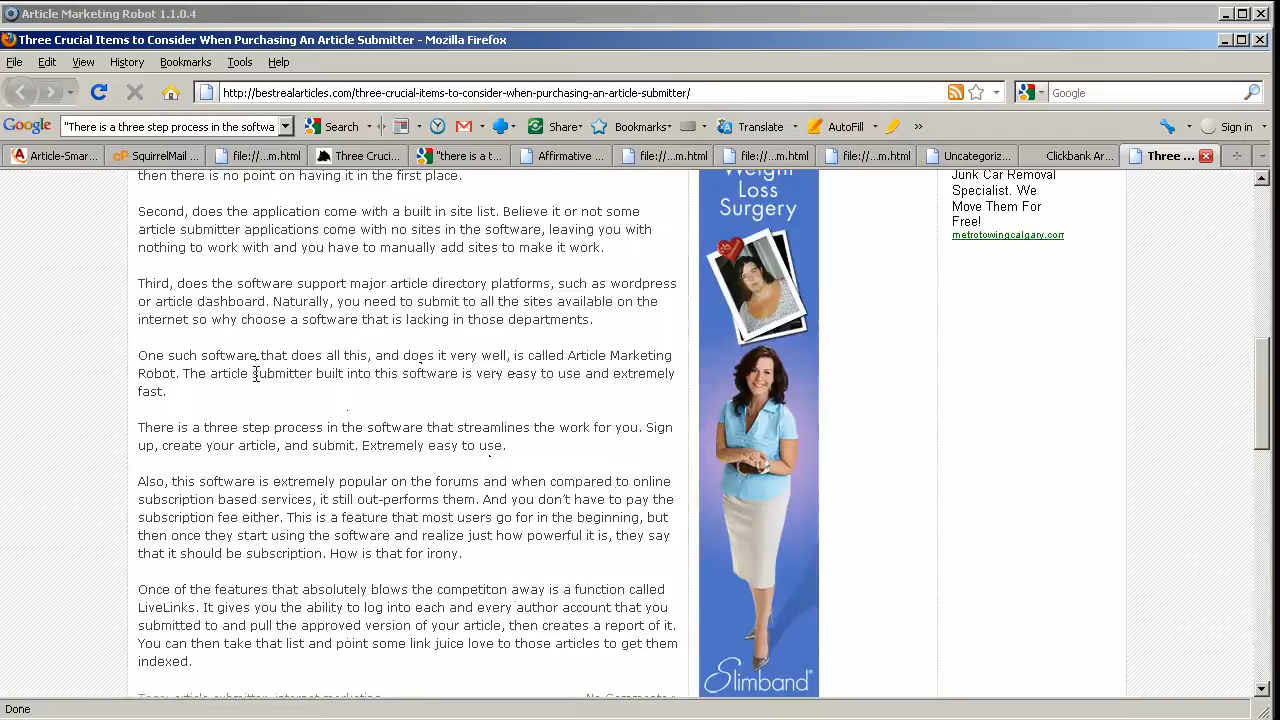 Article Marketing Robot 1.1.0.4
Three Crucial Items to Consider When Purchasing An Article Submitter - Mozilla Firefox
File Edit View History Bookmarks Tools Help
http://bestrealarticles.com/three-crucial-items-to-consider-when-purchasing-an-article-submitter/
Google
Google "There is a three step process in the softwa Search Share Bookmarks Translate AutoFill » Sign in
Article-Smar... SquirrelMail ... file://...m.html Three Cruci... "there is a t... Affirmative ... file://...m.html file://...m.html file://...m.html Uncategoriz... Clickbank Ar... Three ...
then there is no point on having it in the first place.
Second, does the application come with a built in site list. Believe it or not some
article submitter applications come with no sites in the software, leaving you with
nothing to work with and you have to manually add sites to make it work.
Third, does the software support major article directory platforms, such as wordpress
or article dashboard. Naturally, you need to submit to all the sites available on the
internet so why choose a software that is lacking in those departments.
One such software that does all this, and does it very well, is called Article Marketing
Robot. The article submitter built into this software is very easy to use and extremely
fast.
There is a three step process in the software that streamlines the work for you. Sign
up, create your article, and submit. Extremely easy to use.
Also, this software is extremely popular on the forums and when compared to online
subscription based services, it still out-performs them. And you don't have to pay the
subscription fee either. This is a feature that most users go for in the beginning, but
then once they start using the software and realize just how powerful it is, they say
that it should be subscription. How is that for irony.
One of the features that absolutely blows the competiton away is a function called
LiveLinks. It gives you the ability to log into each and every author account that you
submitted to and pull the approved version of your article, then creates a report of it.
You can then take that list and point some link juice love to those articles to get them
indexed.
Tags: article submitter, internet marketing No Comments »
Weight
Loss
Surgery
Slimband
Junk Car Removal
Specialist. We
Move Them For
Free!
metrotowingcalgary.com
Done